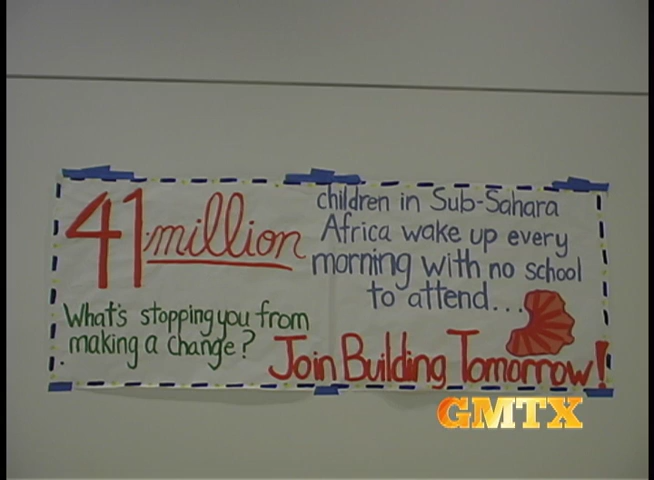 41 million
children in Sub-Sahara
Africa wake up every
morning with no school
to attend...
What's stopping you from
making a change?
Join Building Tomorrow!
GMTX